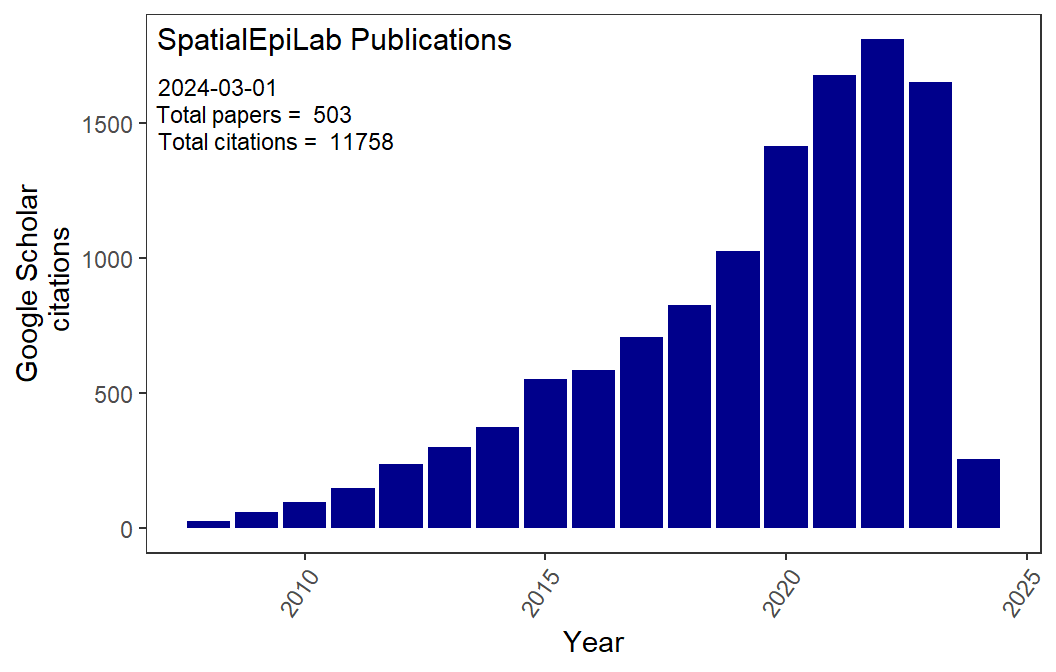 SpatialEpiLab Publications
2024-03-01
Total papers =  503
Total citations =  11758
Google Scholar
citations
1500
1000
500
0
2010
2015
2020
2025
Year